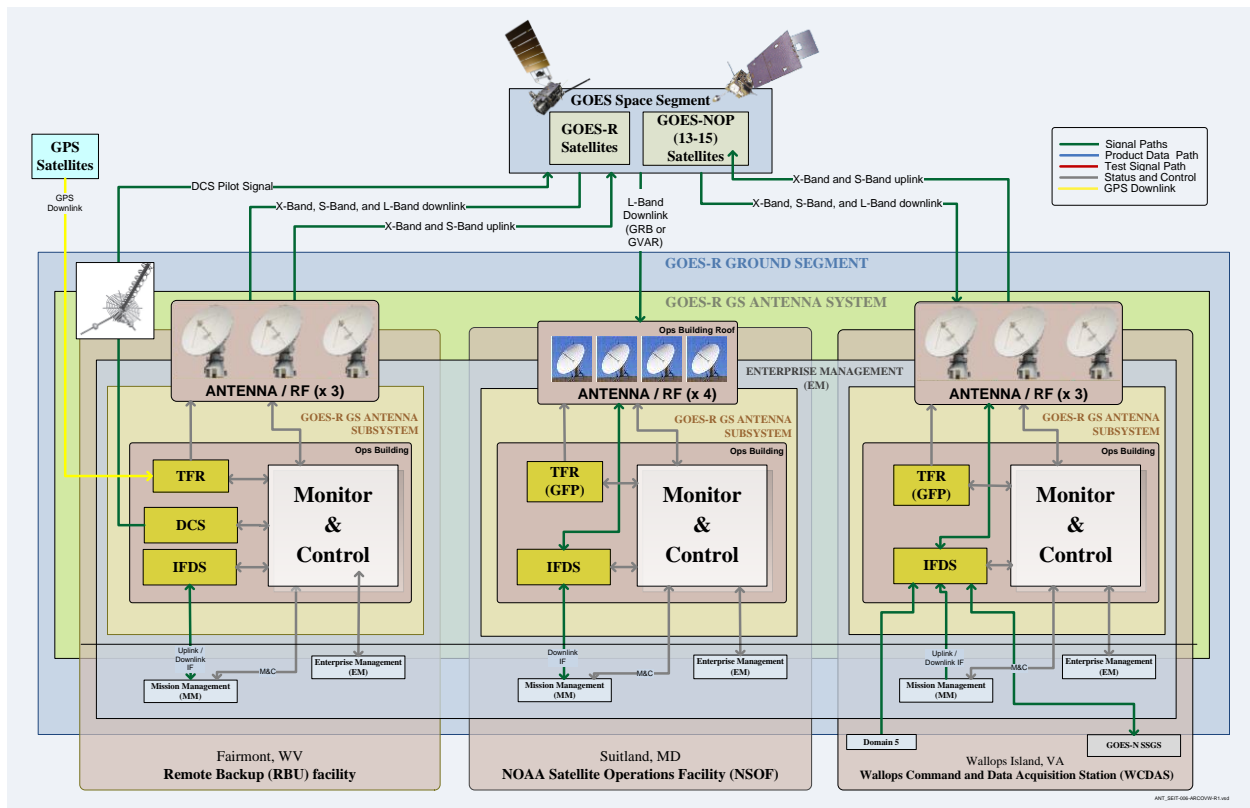 GOES Space Segment
GOES-R
Satellites
GOES-NOP
(13-15)
Satellites
GPS
Satellites
Signal Paths
Product Data Path
Test Signal Path
Status and Control
GPS Downlink
GPS
Downlink
DCS Pilot Signal
X-Band, S-Band, and L-Band downlink
X-Band and S-Band uplink
L-Band
Downlink
(GRB or
GVAR)
X-Band and S-Band uplink
X-Band, S-Band, and L-Band downlink
GOES-R GROUND SEGMENT
GOES-R GS ANTENNA SYSTEM
ANTENNA / RF (x 3)
Ops Building Roof
ANTENNA / RF (x 4)
ENTERPRISE MANAGEMENT
(EM)
ANTENNA / RF (x 3)
GOES-R GS ANTENNA
SUBSYSTEM
Ops Building
TFR
DCS
IFDS
Monitor
&
Control
GOES-R GS ANTENNA
SUBSYSTEM
Ops Building
TFR
(GFP)
IFDS
Monitor
&
Control
GOES-R GS ANTENNA
SUBSYSTEM
Ops Building
TFR
(GFP)
IFDS
Monitor
&
Control
Uplink /
Downlink
IF
M&C
Mission Management
(MM)
Enterprise Management
(EM)
Downlink
IF
M&C
Mission Management
(MM)
Enterprise Management
(EM)
Uplink /
Downlink IF
M&C
Mission Management
(MM)
Enterprise Management
(EM)
Domain 5
GOES-N SSGS
Fairmont, WV
Remote Backup (RBU) facility
Suitland, MD
NOAA Satellite Operations Facility (NSOF)
Wallops Island, VA
Wallops Command and Data Acquisition Station (WCDAS)
ANT_SEIT-006-ARCOVW-R1.vsd